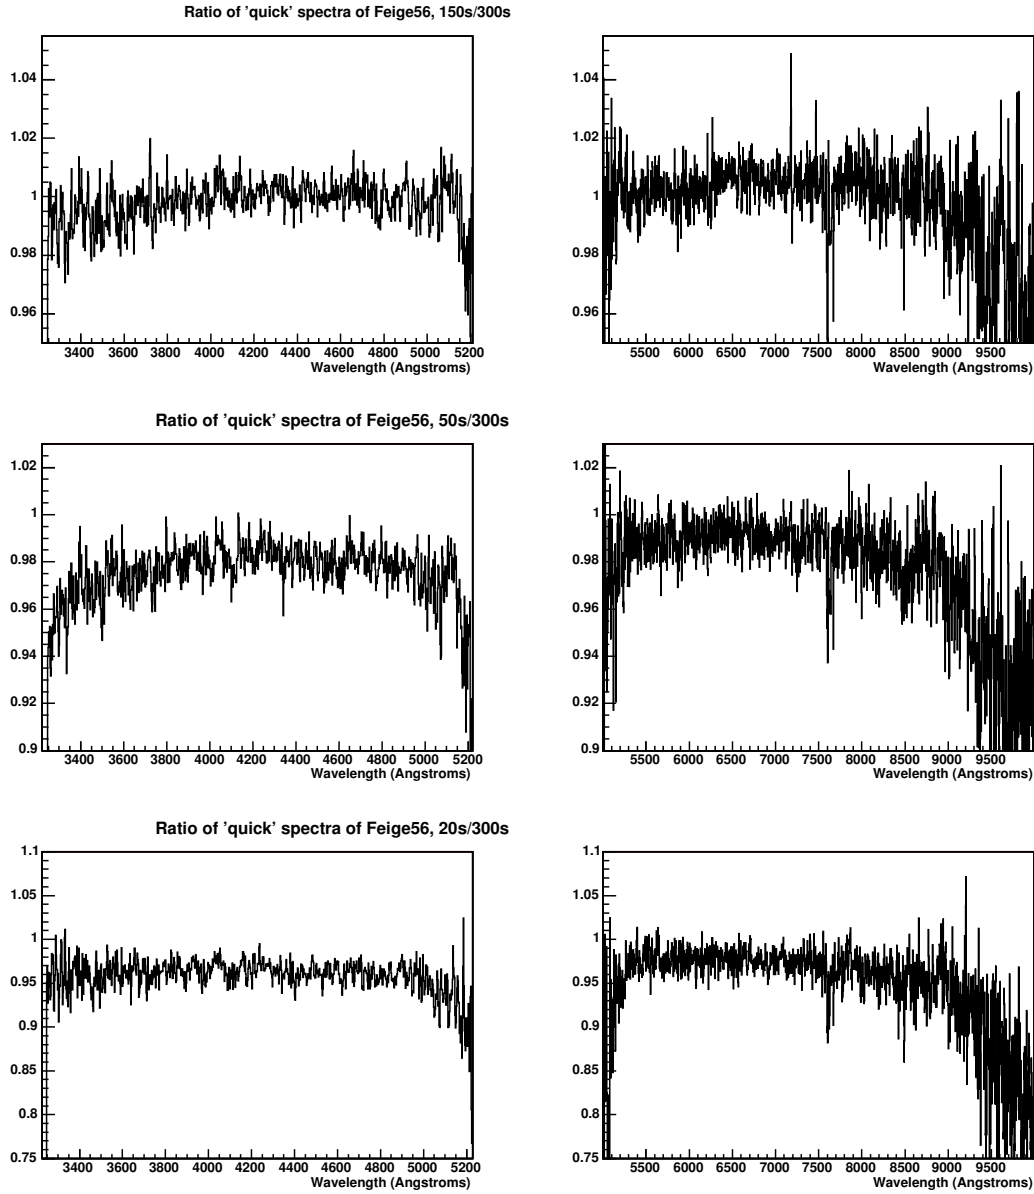 Ratio of 'quick' spectra of Feige56, 150s/300s
1.04
1.02
1
0.98
0.96
3400 3600 3800 4000 4200 4400 4600 4800 5000 5200
Wavelength (Angstroms)
1.04
1.02
1
0.98
0.96
5500 6000 6500 7000 7500 8000 8500 9000 9500
Wavelength (Angstroms)
Ratio of 'quick' spectra of Feige56, 50s/300s
1.02
1
0.98
0.96
0.94
0.92
0.9
3400 3600 3800 4000 4200 4400 4600 4800 5000 5200
Wavelength (Angstroms)
1.02
1
0.98
0.96
0.94
0.92
0.9
5500 6000 6500 7000 7500 8000 8500 9000 9500
Wavelength (Angstroms)
Ratio of 'quick' spectra of Feige56, 20s/300s
1.1
1.05
1
0.95
0.9
0.85
0.8
0.75
3400 3600 3800 4000 4200 4400 4600 4800 5000 5200
Wavelength (Angstroms)
1.1
1.05
1
0.95
0.9
0.85
0.8
0.75
5500 6000 6500 7000 7500 8000 8500 9000 9500
Wavelength (Angstroms)